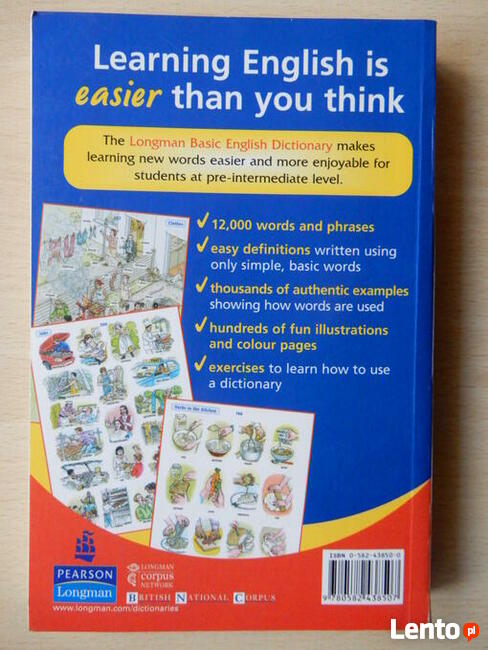 Learning English is
easier than you think
The Longman Basic English Dictionary makes
learning new words easier and more enjoyable for
students at pre-intermediate level.
Clothes
✓ 12,000 words and phrases
✓ easy definitions written using
only simple, basic words
✓ thousands of authentic examples
showing how words are used
✓ hundreds of fun illustrations
and colour pages
✓ exercises to learn how to use
a dictionary
Jobs
Verbs in the kitchen
PEARSON
Longman
LONGMAN
corpus
NETWORK
BRITISH NATIONAL CORPUS
www.longman.com/dictionaries
ISBN 0-582-43850-0
9 780582 438507
Lento.pl